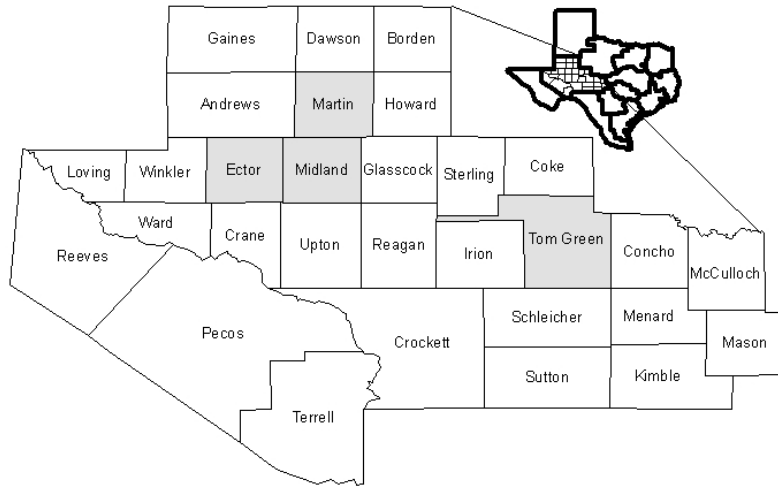 Gaines Dawson Borden
Andrews Martin Howard
Loving Winkler Ector Midland Glasscock Sterling Coke
Reeves Ward Crane Upton Reagan Irion Tom Green Concho McCulloch
Pecos Crockett Schleicher Menard Mason
Terrell Sutton Kimble